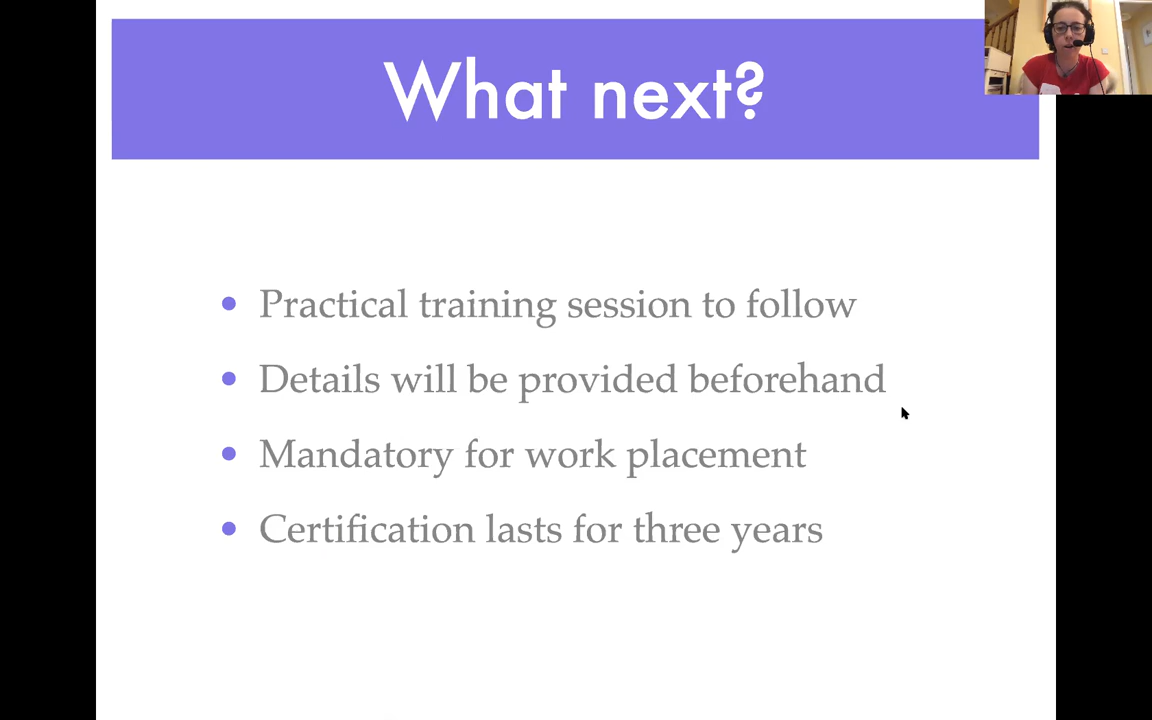 What next?
• Practical training session to follow
• Details will be provided beforehand
• Mandatory for work placement
• Certification lasts for three years